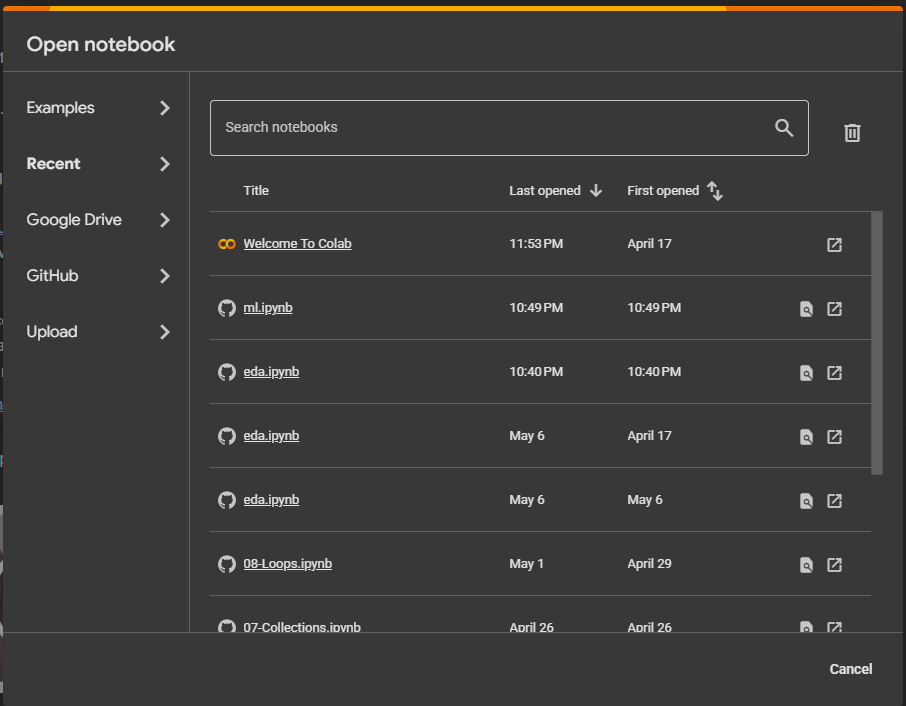 Open notebook
Examples
Recent
Google Drive
GitHub
Upload
Search notebooks
Title Last opened First opened
Welcome To Colab 11:53 PM April 17
ml.ipynb 10:49 PM 10:49 PM
eda.ipynb 10:40 PM 10:40 PM
eda.ipynb May 6 April 17
eda.ipynb May 6 May 6
08-Loops.ipynb May 1 April 29
07-Collections.ipynb April 26 April 26
Cancel